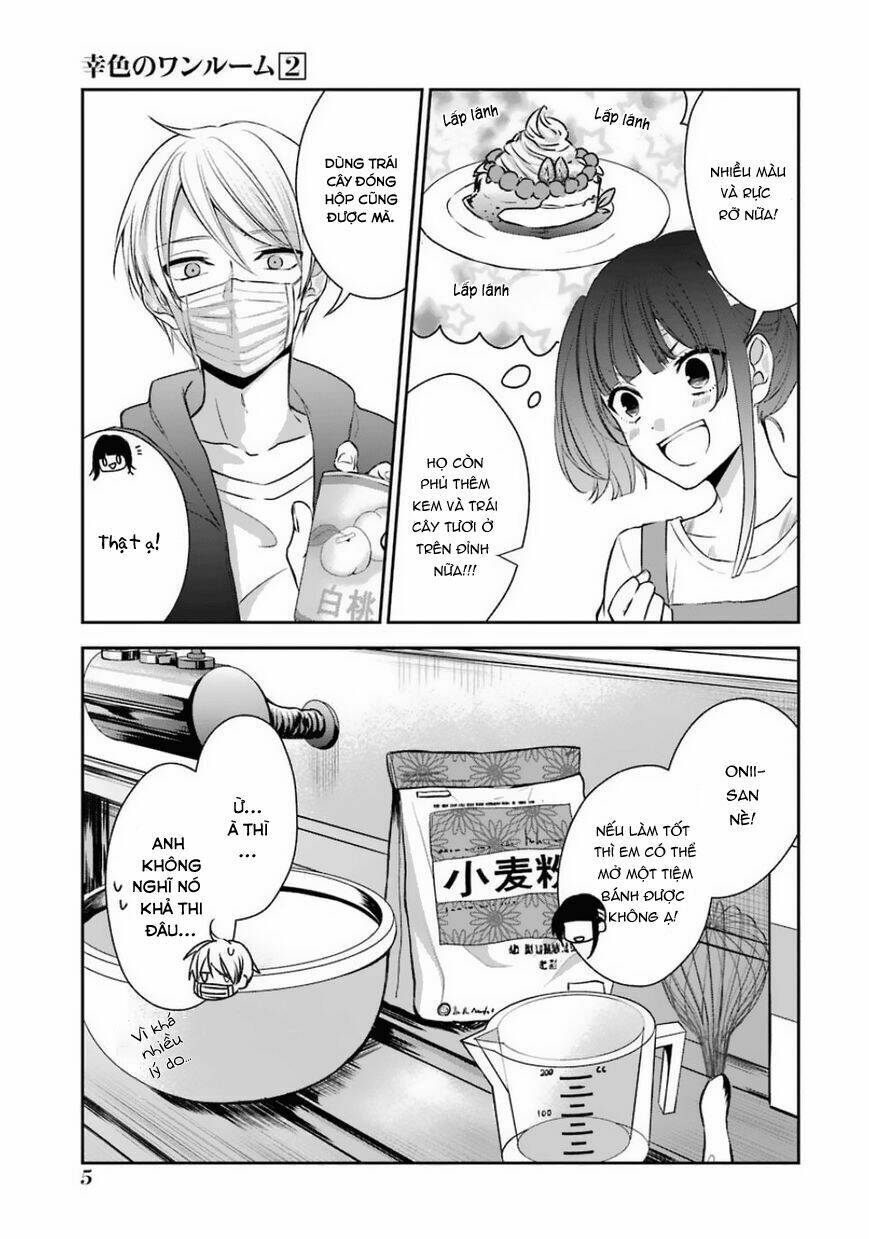 幸色のワンルーム2
NHIỀU MÀU
VÀ RỰC
RỠ NỮA!
Lấp lánh
Lấp lánh
Lấp lánh
HỌ CÒN
PHỦ THÊM
KEM VÀ TRÁI
CÂY TƯƠI Ở
TRÊN ĐỈNH
NỮA!!!
DÙNG TRÁI
CÂY ĐÓNG
HỘP CŨNG
ĐƯỢC MÀ.
Thật ạ!
白桃
ONII-
SAN
NÈ!
NẾU LÀM TỐT
THÌ EM CÓ THỂ
MỞ MỘT TIỆM
BÁNH ĐƯỢC
KHÔNG Ạ!
小麦粉
Ừ...
À THÌ
...
ANH
KHÔNG
NGHĨ NÓ
KHẢ THI
ĐÂU...
Vì khá
nhiều
lý do...
200 CC
100
5